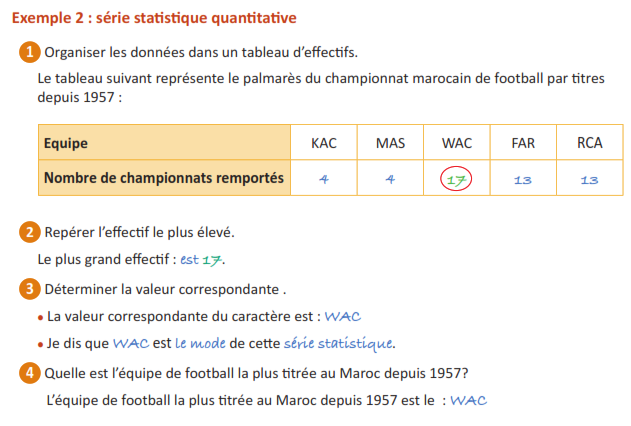 Exemple 2 : série statistique quantitative
1 Organiser les données dans un tableau d'effectifs.
Le tableau suivant représente le palmarès du championnat marocain de football par titres
depuis 1957 :
Equipe KAC MAS WAC FAR RCA
Nombre de championnats remportés 4 4 17 13 13
2 Repérer l'effectif le plus élevé.
Le plus grand effectif : est 17.
3 Déterminer la valeur correspondante .
• La valeur correspondante du caractère est : WAC
• Je dis que WAC est le mode de cette série statistique.
4 Quelle est l'équipe de football la plus titrée au Maroc depuis 1957?
L'équipe de football la plus titrée au Maroc depuis 1957 est le : WAC